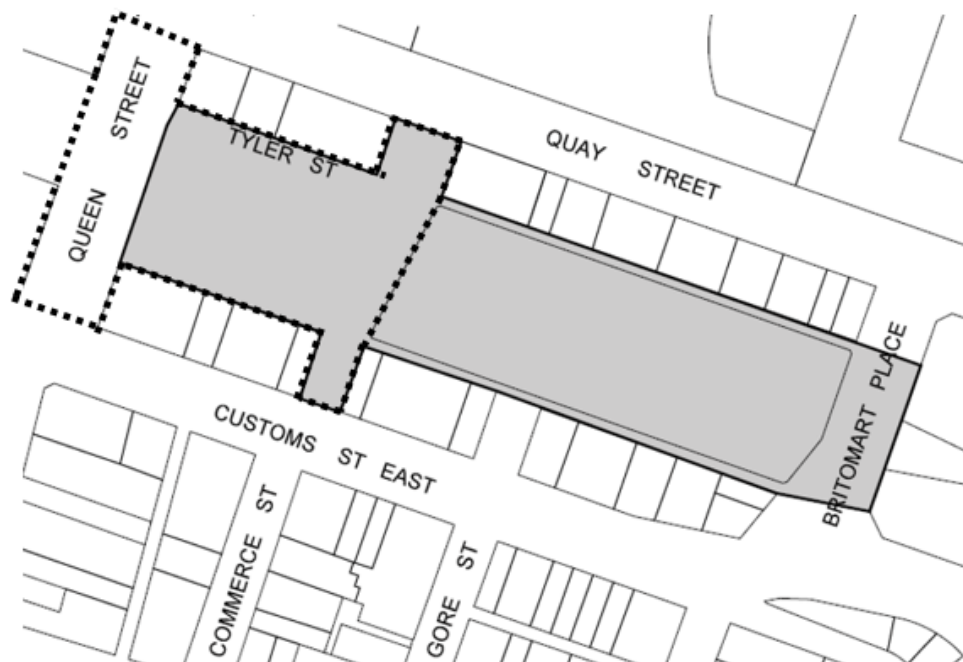 QUEEN STREET
TYLER ST
QUAY STREET
BRITOMART PLACE
CUSTOMS ST EAST
COMMERCE ST
GORE ST